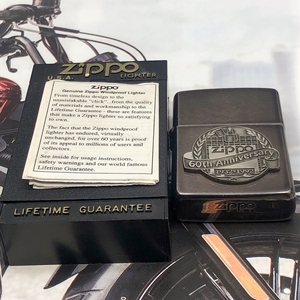 zippo
U.S.A. LIGHTER
zippo
Genuine Zippo Windproof Lighter
From timeless design to the
unmistakable "click", from the quality
of materials and workmanship to the
Lifetime Guarantee - these are features
that make a Zippo lighter so satisfying
to own.
The fact that the Zippo windproof
lighter has endured, virtually
unchanged, for over 60 years is proof
of its appeal to millions of users and
collectors.
See inside for usage instructions,
safety warnings and our world famous
Lifetime Guarantee.
LIFETIME GUARANTEE
60th Anniversary
1932-1992
Zippo